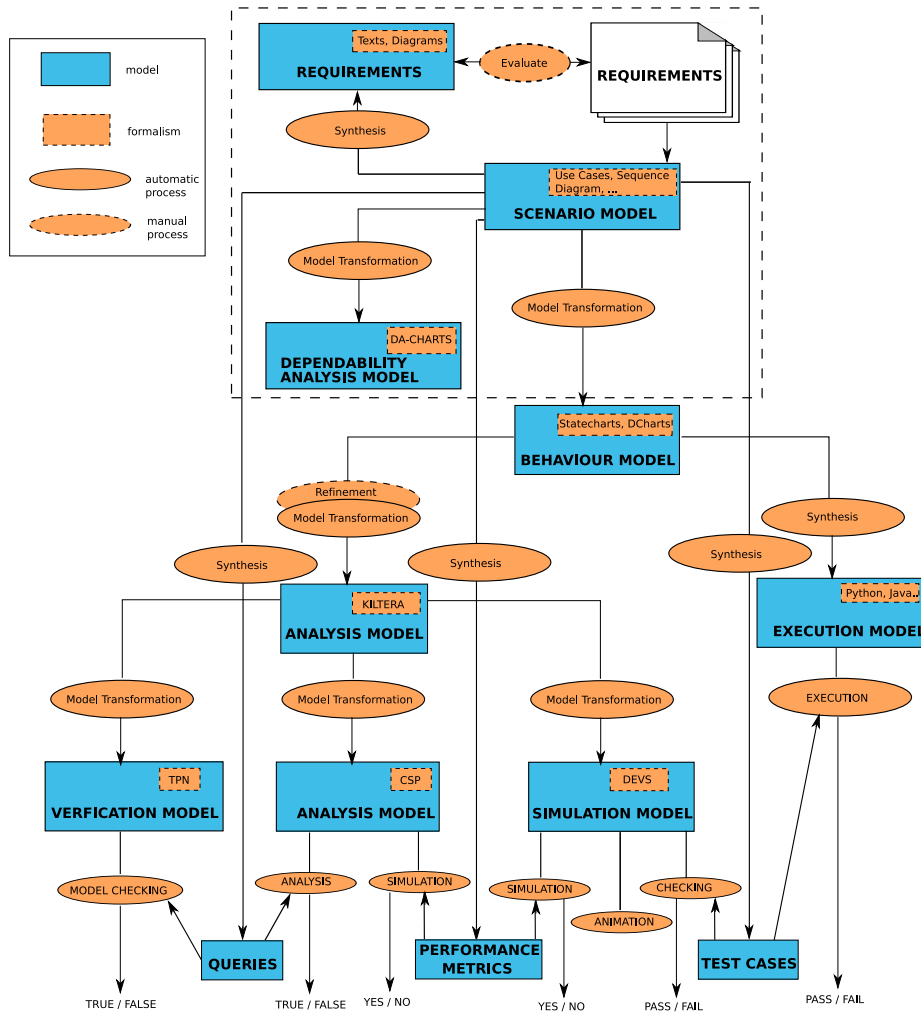 model
formalism
automatic
process
manual
process
Texts, Diagrams
REQUIREMENTS
Evaluate
REQUIREMENTS
Synthesis
Use Cases, Sequence
Diagram, ...
SCENARIO MODEL
Model Transformation
Model Transformation
DA-CHARTS
DEPENDABILITY
ANALYSIS MODEL
Statecharts, DCharts
BEHAVIOUR MODEL
Refinement
Model Transformation
Synthesis
Synthesis
Synthesis
Synthesis
KILTERA
ANALYSIS MODEL
Python, Java..
EXECUTION MODEL
Model Transformation
Model Transformation
Model Transformation
EXECUTION
TPN
VERFICATION MODEL
CSP
ANALYSIS MODEL
DEVS
SIMULATION MODEL
MODEL CHECKING
ANALYSIS
SIMULATION
SIMULATION
CHECKING
ANIMATION
QUERIES
PERFORMANCE
METRICS
TEST CASES
TRUE / FALSE
TRUE / FALSE
YES / NO
YES / NO
PASS / FAIL
PASS / FAIL